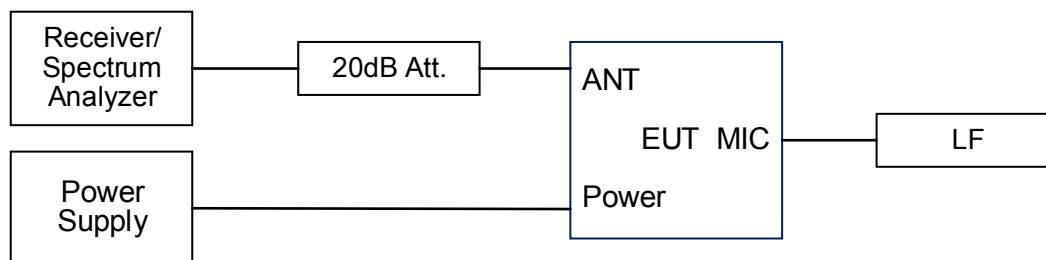 Receiver/
Spectrum
Analyzer
20dB Att.
ANT
EUT MIC
LF
Power
Power
Supply